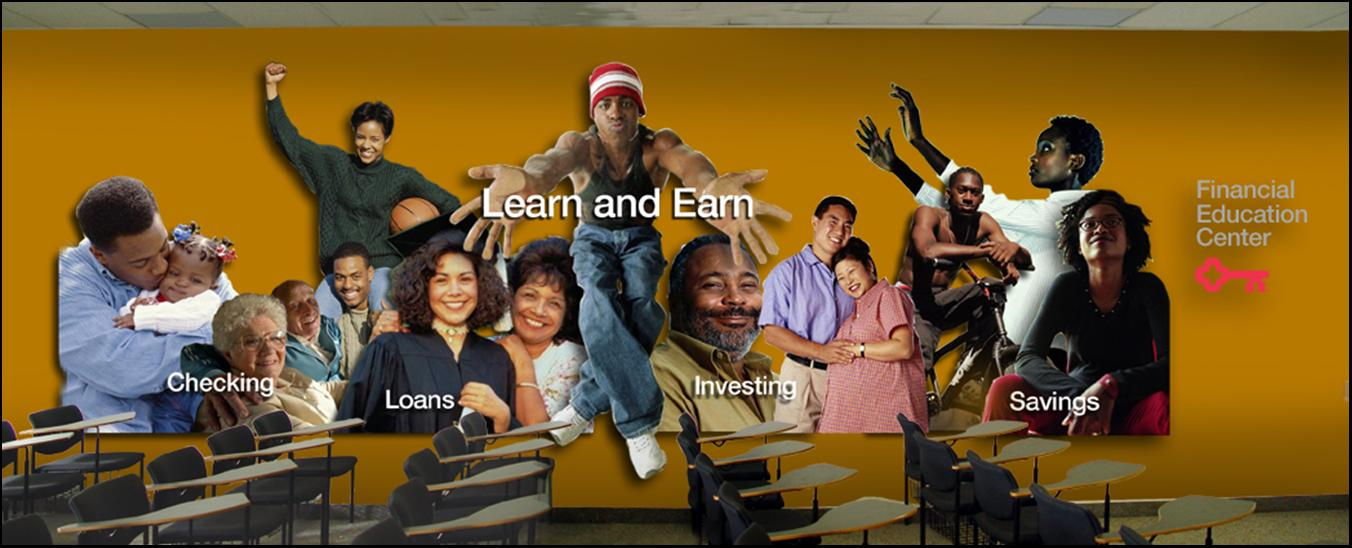 Learn and Earn
Financial
Education
Center
Checking
Loans
Investing
Savings